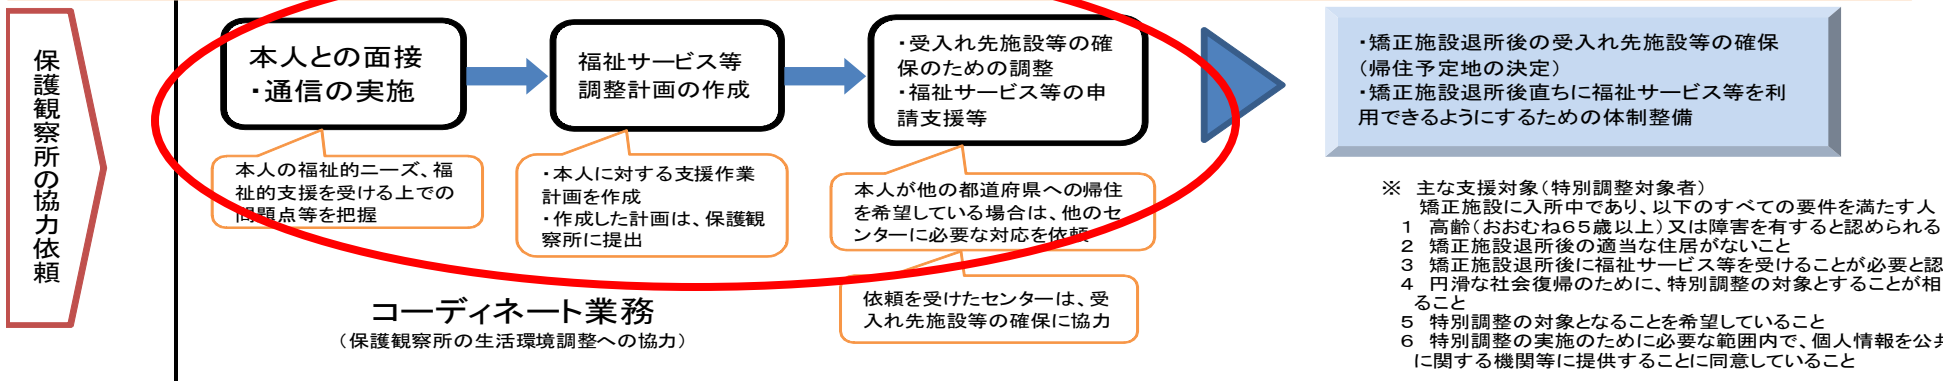 保護観察所の協力依頼
本人との面接
・通信の実施
福祉サービス等
調整計画の作成
・受入れ先施設等の確
保のための調整
・福祉サービス等の申
請支援等
・矯正施設退所後の受入れ先施設等の確保
(帰住予定地の決定)
・矯正施設退所後直ちに福祉サービス等を利
用できるようにするための体制整備
本人の福祉的ニーズ、福
祉的支援を受ける上での
問題点等を把握
・本人に対する支援作業
計画を作成
・作成した計画は、保護観
察所に提出
本人が他の都道府県への帰住
を希望している場合は、他のセ
ンターに必要な対応を依頼
依頼を受けたセンターは、受
入れ先施設等の確保に協力
コーディネート業務
(保護観察所の生活環境調整への協力)
※ 主な支援対象(特別調整対象者)
矯正施設に入所中であり、以下のすべての要件を満たす人
1 高齢(おおむね65歳以上)又は障害を有すると認められる
2 矯正施設退所後の適当な住居がないこと
3 矯正施設退所後に福祉サービス等を受けることが必要と認
4 円滑な社会復帰のために、特別調整の対象とすることが相
ること
5 特別調整の対象となることを希望していること
6 特別調整の実施のために必要な範囲内で、個人情報を公共
に関する機関等に提供することに同意していること